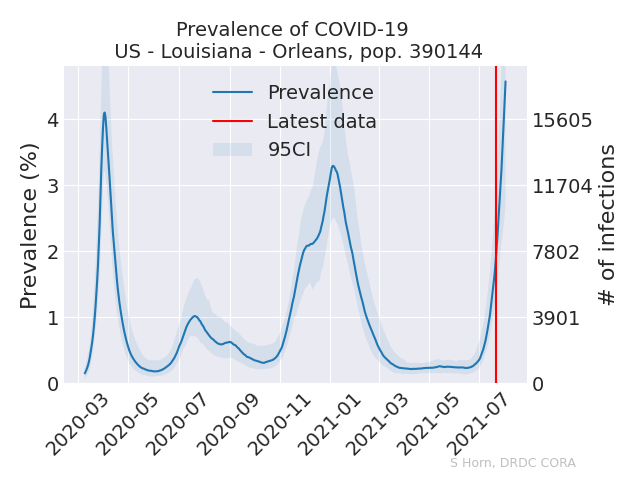 Prevalence of COVID-19
US - Louisiana - Orleans, pop. 390144
Prevalence
Latest data
95CI
Prevalence (%)
4
3
2
1
0
15605
11704
7802
3901
0
# of infections
2020-03
2020-05
2020-07
2020-09
2020-11
2021-01
2021-03
2021-05
2021-07
S Horn, DRDC CORA